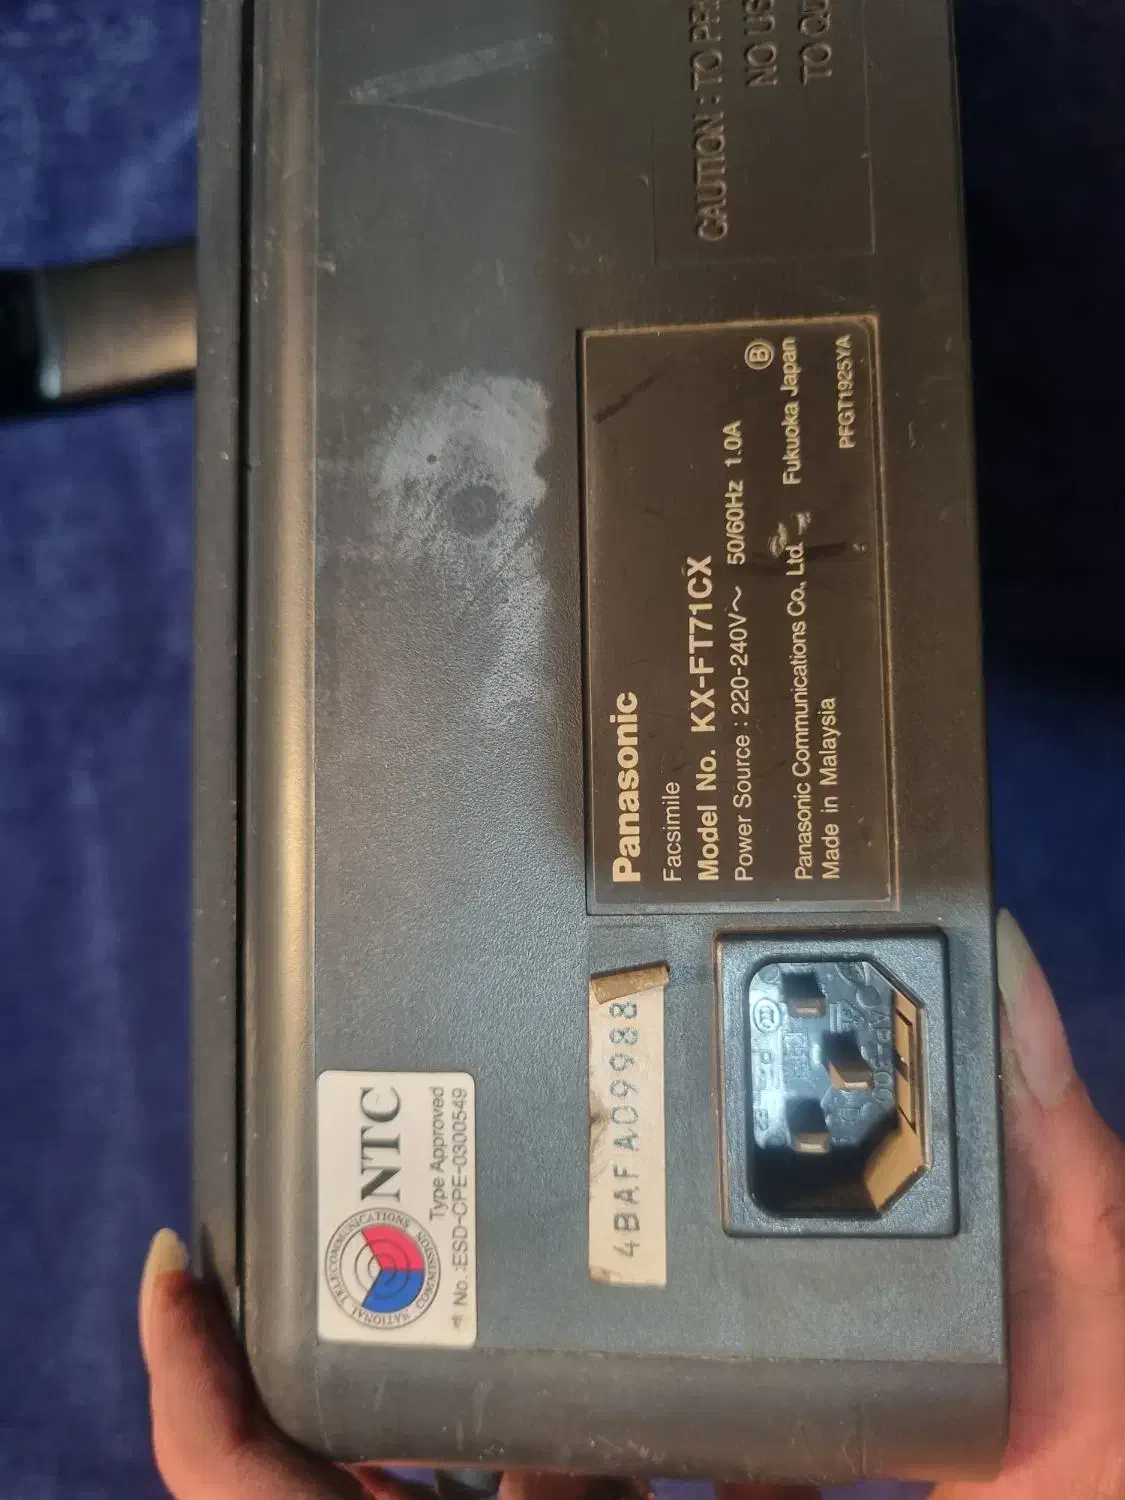 CAUTION : TO PR
NO US
TO QU
Panasonic
Facsimile
Model No. KX-FT71CX
Power Source : 220-240V~ 50/60Hz 1.0A Ⓑ
Panasonic Communications Co., Ltd. Fukuoka Japan
Made in Malaysia
PFGT1925YA
NTC
Type Approved
No.:ESD-CPE-0300549
NATIONAL TELECOMMUNICATIONS COMMISSION
4BAFA09988